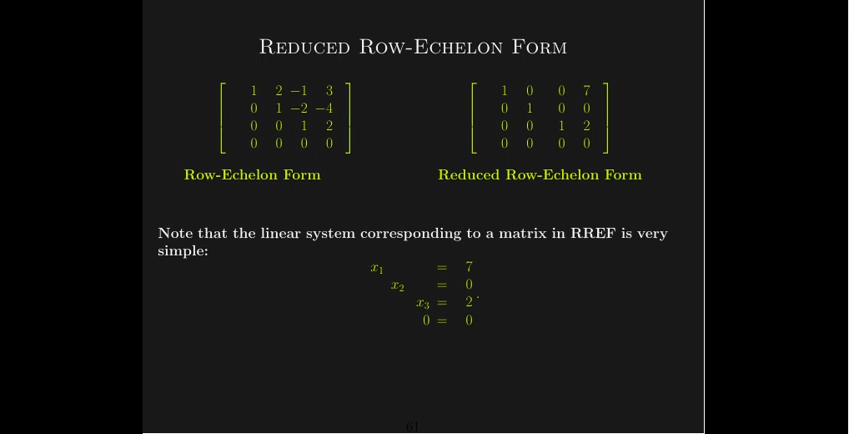 Reduced Row-Echelon Form
1 2 −1 3
0 1 −2 −4
0 0 1 2
0 0 0 0
Row-Echelon Form
1 0 0 7
0 1 0 0
0 0 1 2
0 0 0 0
Reduced Row-Echelon Form
Note that the linear system corresponding to a matrix in RREF is very
simple:
x₁ = 7
x₂ = 0
x₃ = 2 .
0 = 0
61